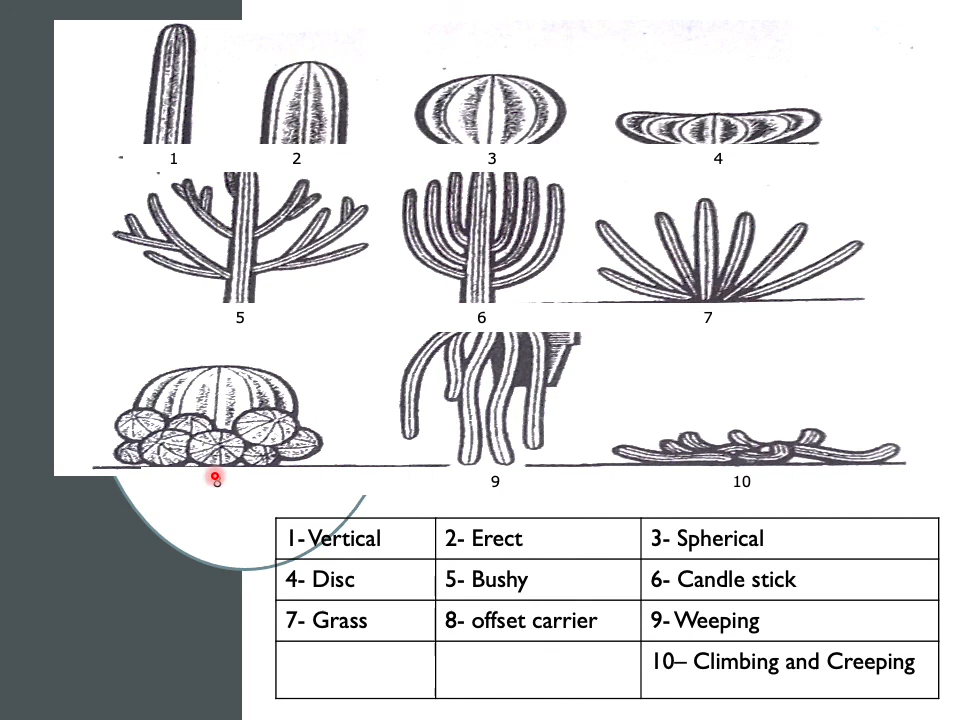 1
2
3
4
5
6
7
8
9
10
1- Vertical
2- Erect
3- Spherical
4- Disc
5- Bushy
6- Candle stick
7- Grass
8- offset carrier
9- Weeping
10– Climbing and Creeping